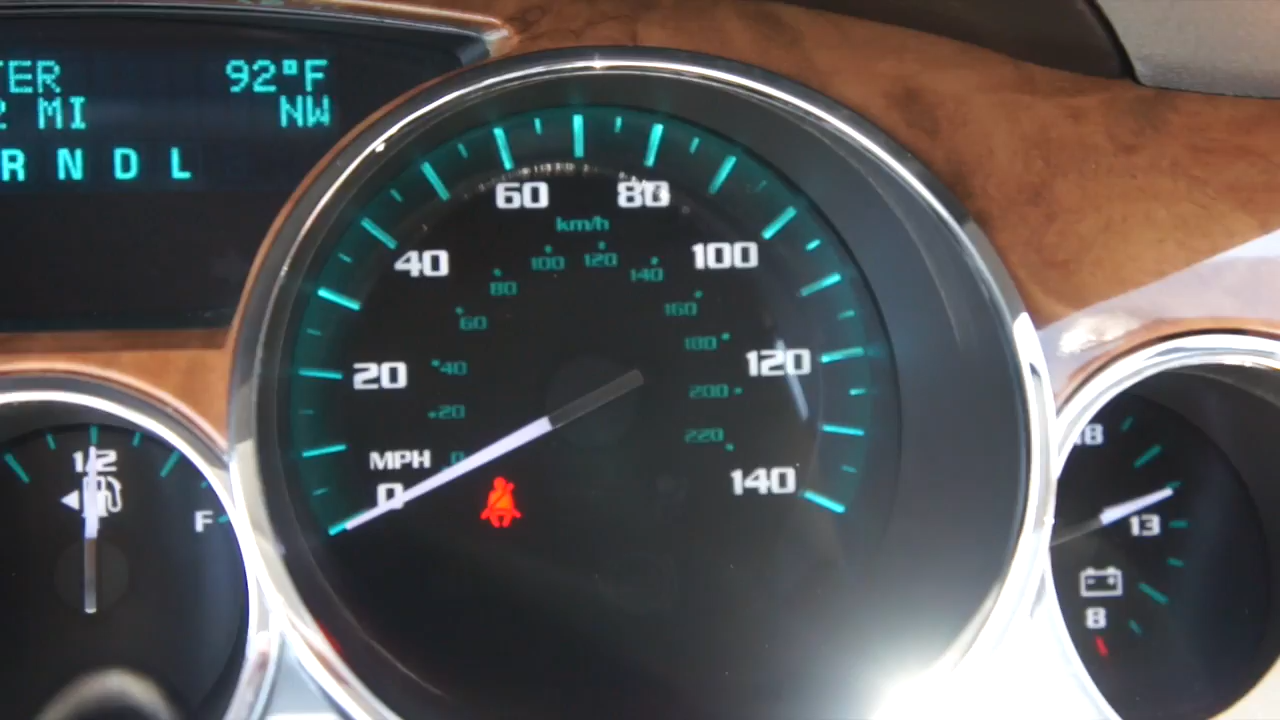 TER 92°F
2 MI NW
R N D L
60 80
km/h
40 100
80 100 120 140
60 160
180
20 40 120
200
20 220
MPH 0
0 140
1/2
F
18
13
8